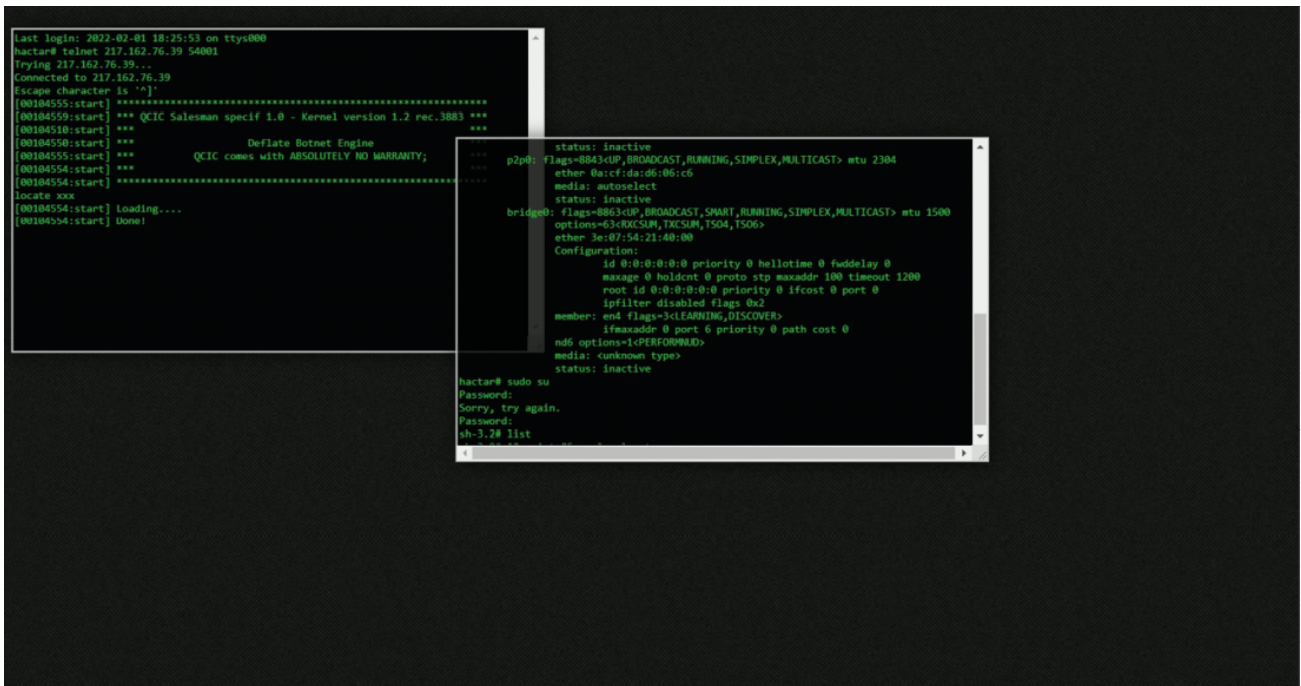 Last login: 2022-02-01 18:25:53 on ttys000
hactar# telnet 217.162.76.39 54001
Trying 217.162.76.39...
Connected to 217.162.76.39
Escape character is '^]'
[00104555:start] **************************************************************
[00104559:start] *** QCIC Salesman specif 1.0 - Kernel version 1.2 rec.3883 ***
[00104510:start] *** ***
[00104550:start] *** Deflate Botnet Engine ***
[00104555:start] *** QCIC comes with ABSOLUTELY NO WARRANTY; ***
[00104554:start] *** ***
[00104554:start] **************************************************************
locate xxx
[00104554:start] Loading....
[00104554:start] Done!
status: inactive
p2p0: flags=8843<UP,BROADCAST,RUNNING,SIMPLEX,MULTICAST> mtu 2304
ether 0a:cf:da:d6:06:c6
media: autoselect
status: inactive
bridge0: flags=8863<UP,BROADCAST,SMART,RUNNING,SIMPLEX,MULTICAST> mtu 1500
options=63<RXCSUM,TXCSUM,TSO4,TSO6>
ether 3e:07:54:21:40:00
Configuration:
id 0:0:0:0:0:0 priority 0 hellotime 0 fwddelay 0
maxage 0 holdcnt 0 proto stp maxaddr 100 timeout 1200
root id 0:0:0:0:0:0 priority 0 ifcost 0 port 0
ipfilter disabled flags 0x2
member: en4 flags=3<LEARNING,DISCOVER>
ifmaxaddr 0 port 6 priority 0 path cost 0
nd6 options=1<PERFORMNUD>
media: <unknown type>
status: inactive
hactar# sudo su
Password:
Sorry, try again.
Password:
sh-3.2# list